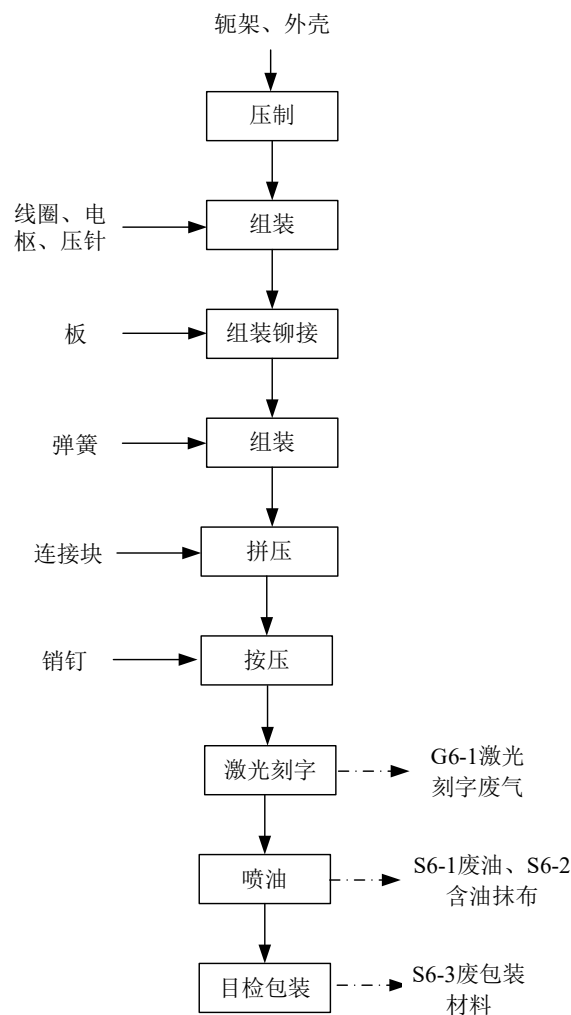 轭架、外壳
压制
线圈、电
枢、压针
组装
板
组装铆接
弹簧
组装
连接块
拼压
销钉
按压
激光刻字
G6-1激光
刻字废气
喷油
S6-1废油、S6-2
含油抹布
目检包装
S6-3废包装
材料